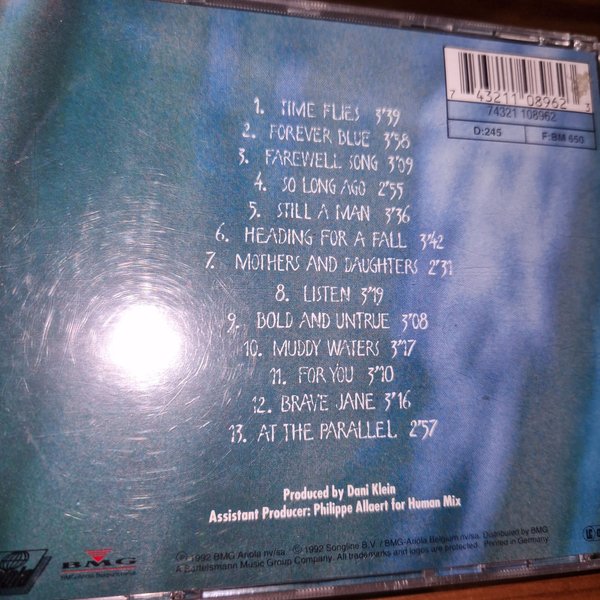 7 43211 08962 3
74321 108962
D:245 F:BM 650
1. TIME FLIES 3"39
2. FOREVER BLUE 3"58
3. FAREWELL SONG 3"09
4. SO LONG AGO 2"55
5. STILL A MAN 3"36
6. HEADING FOR A FALL 3"42
7. MOTHERS AND DAUGHTERS 2"31
8. LISTEN 3"19
9. BOLD AND UNTRUE 3"08
10. MUDDY WATERS 3"17
11. FOR YOU 3"10
12. BRAVE JANE 3"16
13. AT THE PARALLEL 2"57
Produced by Dani Klein
Assistant Producer: Philippe Allaert for Human Mix
BMG
℗ 1992 BMG Ariola nv/sa. © 1992 Songline B.V. / BMG-Ariola Belgium nv/sa. Distributed by BMG
A Bertelsmann Music Group Company. All trademarks and logos are protected. Printed in Germany